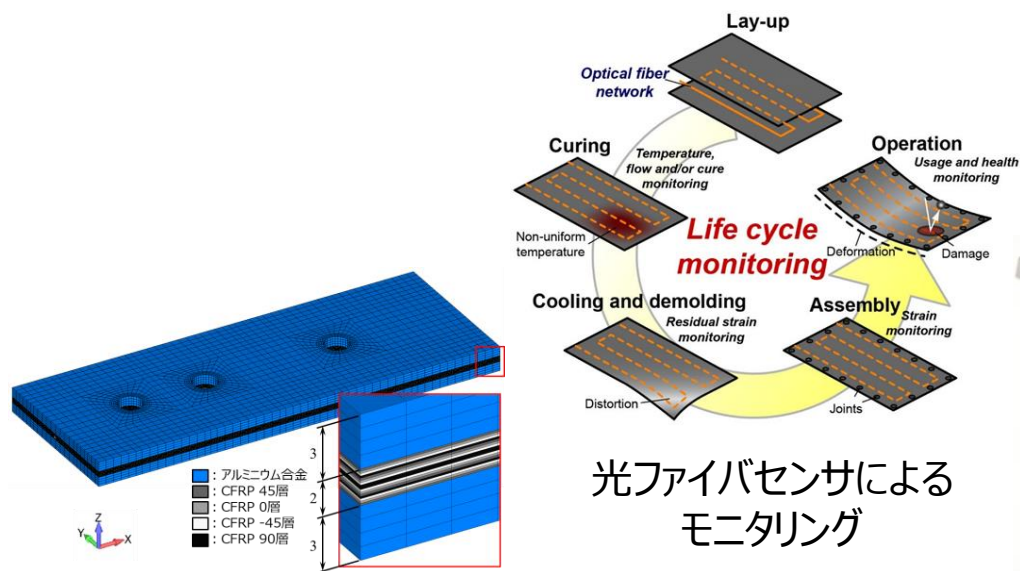 Lay-up
Optical fiber
network
Curing
Temperature,
flow and/or cure
monitoring
Operation
Usage and health
monitoring
Non-uniform
temperature
Life cycle
monitoring
Deformation
Damage
Cooling and demolding
Residual strain
monitoring
Assembly
Strain
monitoring
Distortion
Joints
3
2
3
: アルミニウム合金
: CFRP 45層
: CFRP 0層
: CFRP -45層
: CFRP 90層
Z
Y
X
光ファイバセンサによる
モニタリング